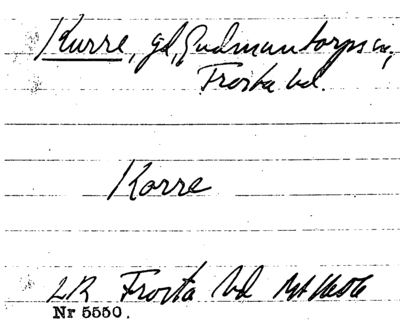 Kurre, gd, Gudmuntorps sn,
Frosta hd.
Korre
LR Frosta hd
Nr 5550.